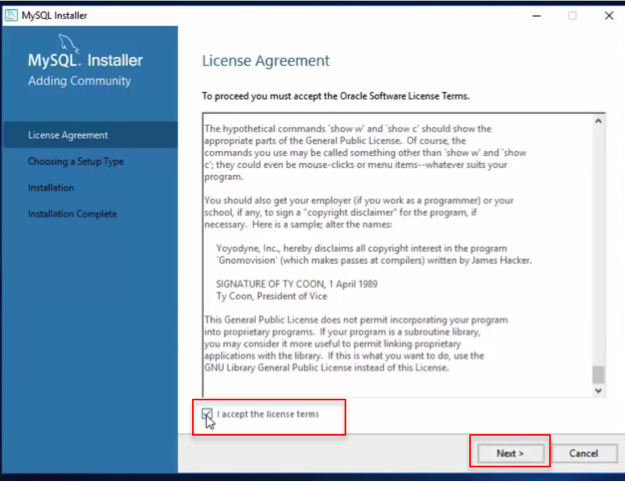 MySQL Installer
MySQL. Installer
Adding Community
License Agreement
Choosing a Setup Type
Installation
Installation Complete
License Agreement
To proceed you must accept the Oracle Software License Terms.
The hypothetical commands `show w' and `show c' should show the
appropriate parts of the General Public License. Of course, the
commands you use may be called something other than `show w' and `show
c'; they could even be mouse-clicks or menu items--whatever suits your
program.
You should also get your employer (if you work as a programmer) or your
school, if any, to sign a "copyright disclaimer" for the program, if
necessary. Here is a sample; alter the names:
Yoyodyne, Inc., hereby disclaims all copyright interest in the program
`Gnomovision' (which makes passes at compilers) written by James Hacker.
SIGNATURE OF TY COON, 1 April 1989
Ty Coon, President of Vice
This General Public License does not permit incorporating your program
into proprietary programs. If your program is a subroutine library,
you may consider it more useful to permit linking proprietary
applications with the library. If this is what you want to do, use the
GNU Library General Public License instead of this License.
I accept the license terms
Next >
Cancel